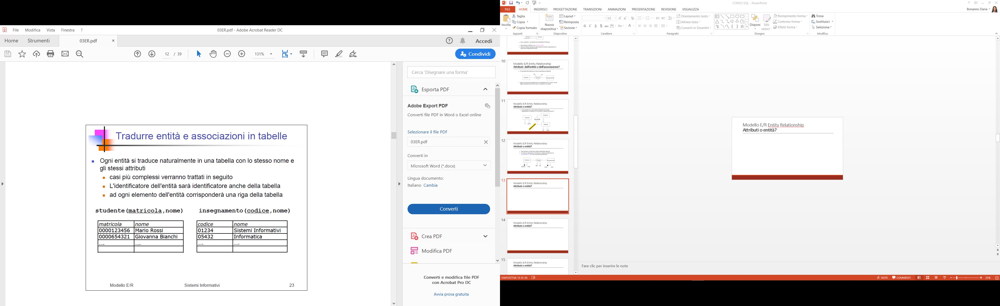 File Modifica Vista Finestra ?
03ER.pdf - Adobe Acrobat Reader DC
Home Strumenti 03ER.pdf × Accedi
12 / 39
131%
Condividi
Tradurre entità e associazioni in tabelle
Ogni entità si traduce naturalmente in una tabella con lo stesso nome e
gli stessi attributi
casi più complessi verranno trattati in seguito
L'identificatore dell'entità sarà identificatore anche della tabella
ad ogni elemento dell'entità corrisponderà una riga della tabella
studente(matricola,nome) insegnamento(codice,nome)
matricola nome
0000123456 Mario Rossi
0000654321 Giovanna Bianchi
.... ....
codice nome
01234 Sistemi Informativi
05432 Informatica
.... ....
Modello E/R Sistemi Informativi 23
Cerca 'Disegnare una forma'
Esporta PDF
Adobe Export PDF
Converti file PDF in Word o Excel online
Selezionare il file PDF
03ER.pdf
Converti in
Microsoft Word (*.docx)
Lingua documento:
Italiano Cambia
Converti
Crea PDF
Modifica PDF
Converti e modifica file PDF
con Acrobat Pro DC
Avvia prova gratuita
CORSO SQL - PowerPoint
FILE HOME INSERISCI PROGETTAZIONE TRANSIZIONI ANIMAZIONI PRESENTAZIONE REVISIONE VISUALIZZA
Bonanno Daria
Incolla
Taglia
Copia
Copia formato
Appunti
Nuova
diapositiva
Layout
Reimposta
Sezione
Diapositive
43
G C S S abc AV Aa A
Carattere
Orientamento testo
Allinea testo
Converti in SmartArt
Paragrafo
Disponi
Stili
veloci
Riempimento forma
Contorno forma
Effetti forma
Disegno
Trova
Sostituisci
Seleziona
Modifica
10
Modello E/R Entity Relationship
Attributi: dell'entità o dell'associazione?
11
Modello E/R Entity Relationship
Attributi o entità?
12
Modello E/R Entity Relationship
Attributi o entità?
13
Modello E/R Entity Relationship
Attributi o entità?
14
Modello E/R Entity Relationship
Attributi o entità?
15
Modello E/R Entity Relationship
Attributi o entità?
Modello E/R Entity Relationship
Attributi o entità?
Fare clic per inserire le note
DIAPOSITIVA 13 DI 26
NOTE COMMENTI 33%